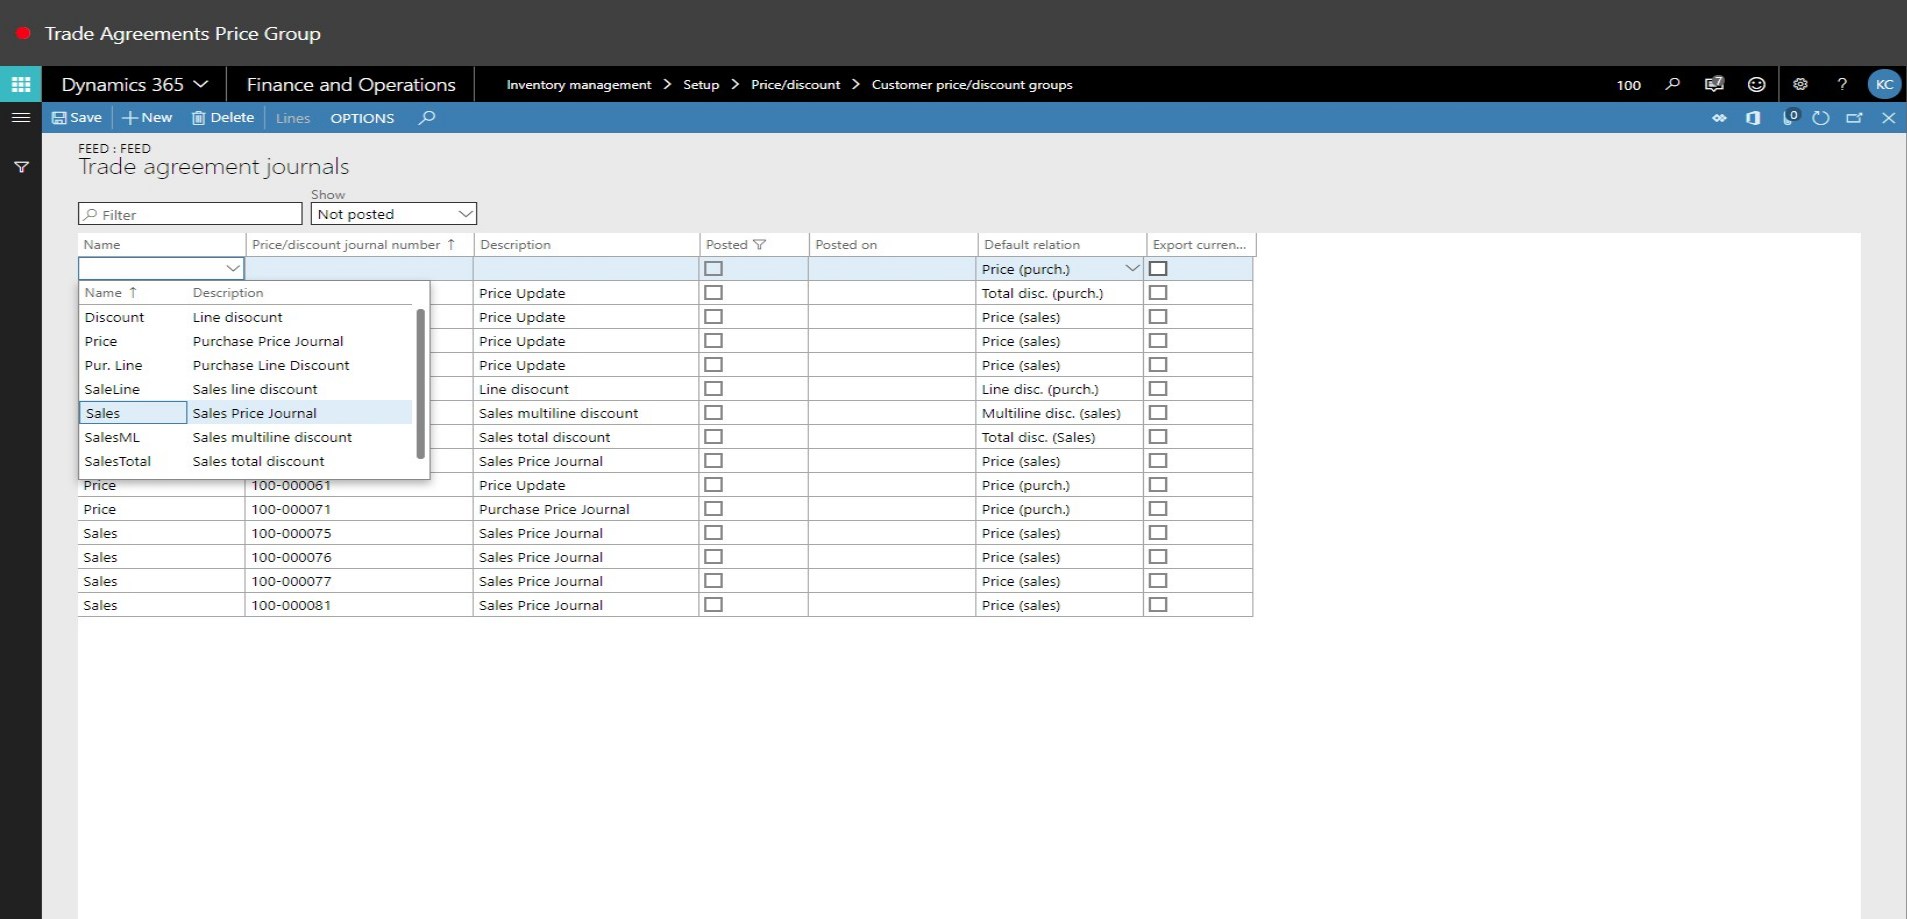 Trade Agreements Price Group
Dynamics 365 Finance and Operations Inventory management Setup Price/discount Customer price/discount groups 100 7 ? KC
Save New Delete Lines OPTIONS 0
FEED : FEED
Trade agreement journals
Show
Filter Not posted
Name Price/discount journal number ↑ Description Posted Posted on Default relation Export curren...
Price (purch.)
Name ↑ Description Price Update Total disc. (purch.)
Discount Line disocunt Price Update Price (sales)
Price Purchase Price Journal Price Update Price (sales)
Pur. Line Purchase Line Discount Price Update Price (sales)
SaleLine Sales line discount Line disocunt Line disc. (purch.)
Sales Sales Price Journal Sales multiline discount Multiline disc. (sales)
SalesML Sales multiline discount Sales total discount Total disc. (Sales)
SalesTotal Sales total discount Sales Price Journal Price (sales)
Price 100-000061 Price Update Price (purch.)
Price 100-000071 Purchase Price Journal Price (purch.)
Sales 100-000075 Sales Price Journal Price (sales)
Sales 100-000076 Sales Price Journal Price (sales)
Sales 100-000077 Sales Price Journal Price (sales)
Sales 100-000081 Sales Price Journal Price (sales)